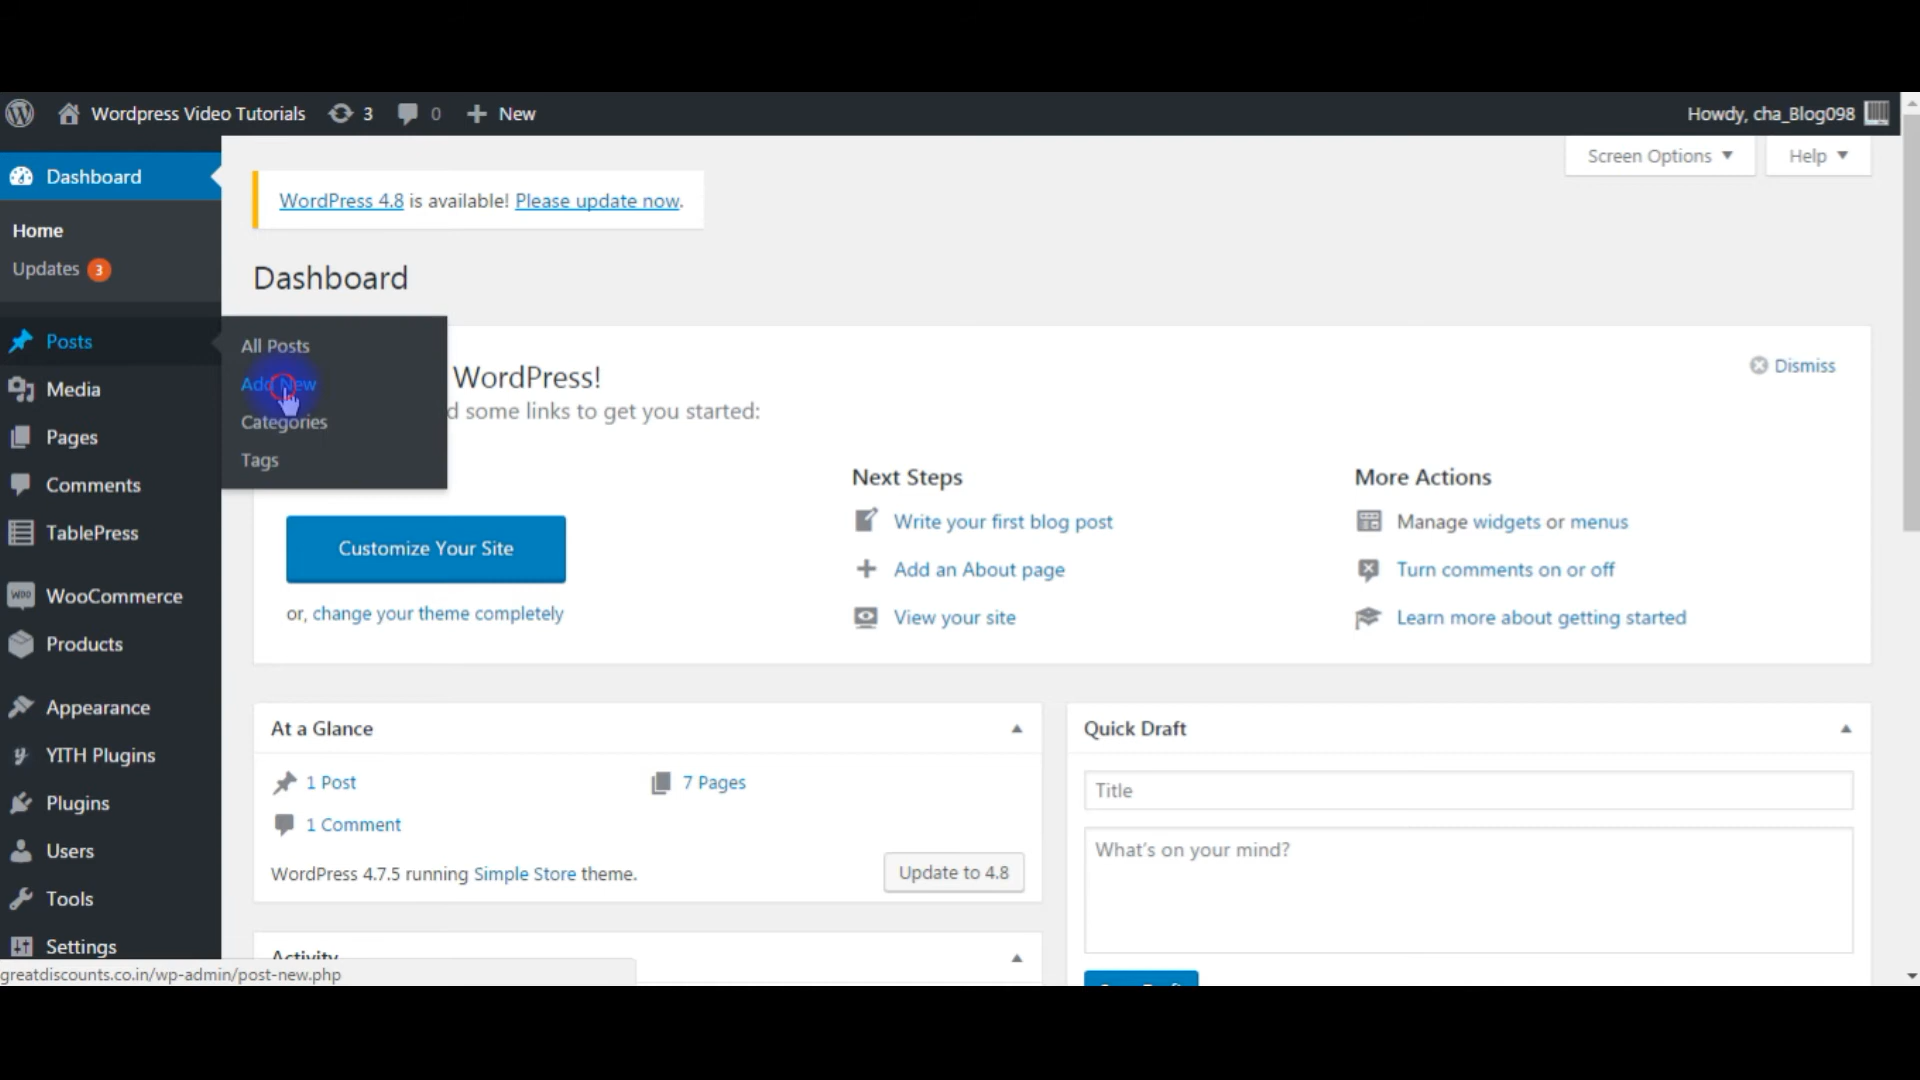 Wordpress Video Tutorials 3 0 New Howdy, cha_Blog098
Screen Options Help
Dashboard
Home
Updates 3
Posts
Media
Pages
Comments
TablePress
WooCommerce
Products
Appearance
YITH Plugins
Plugins
Users
Tools
Settings
All Posts
Add New
Categories
Tags
WordPress 4.8 is available! Please update now.
Dashboard
WordPress!
Dismiss
some links to get you started:
Customize Your Site
or, change your theme completely
Next Steps
Write your first blog post
Add an About page
View your site
More Actions
Manage widgets or menus
Turn comments on or off
Learn more about getting started
At a Glance
1 Post 7 Pages
1 Comment
WordPress 4.7.5 running Simple Store theme. Update to 4.8
Activity
Quick Draft
Title
What's on your mind?
greatdiscounts.co.in/wp-admin/post-new.php